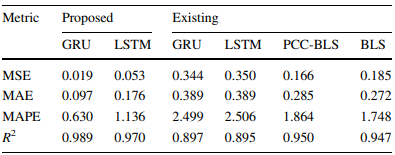 Metric Proposed Existing
GRU LSTM GRU LSTM PCC-BLS BLS
MSE 0.019 0.053 0.344 0.350 0.166 0.185
MAE 0.097 0.176 0.389 0.389 0.285 0.272
MAPE 0.630 1.136 2.499 2.506 1.864 1.748
R² 0.989 0.970 0.897 0.895 0.950 0.947